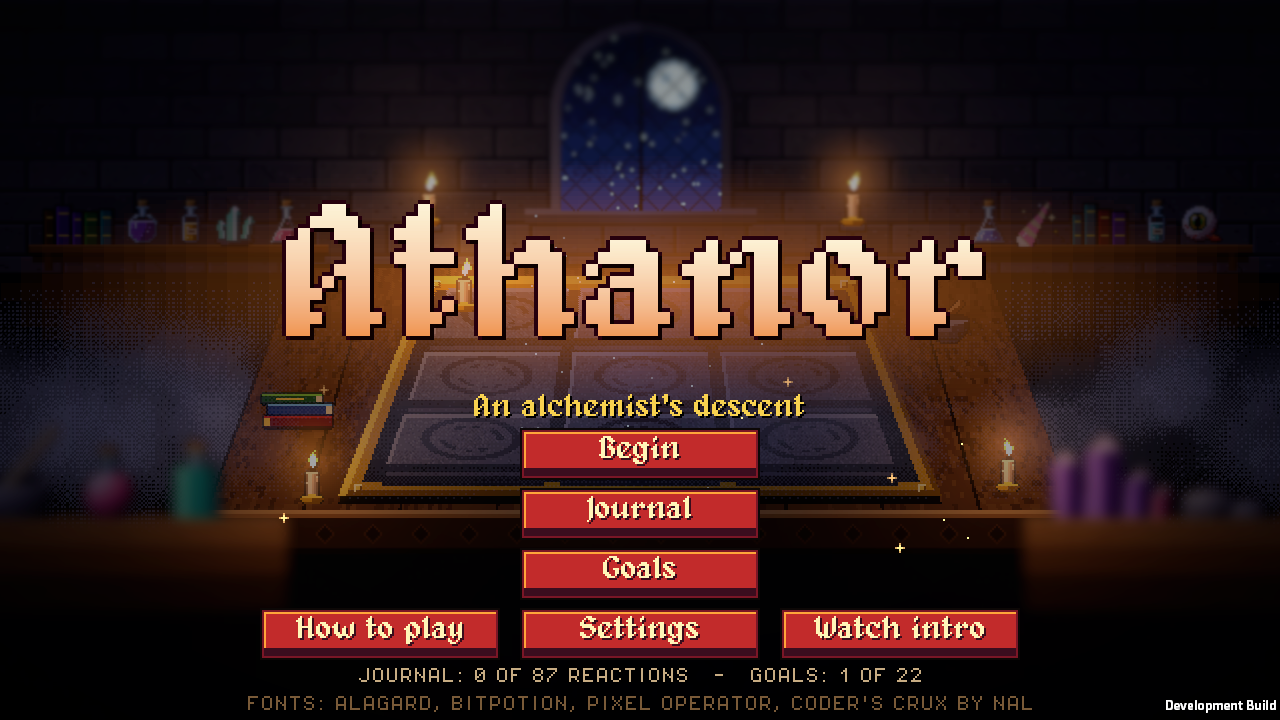 Athanor
An alchemist's descent
Begin
Journal
Goals
How to play
Settings
Watch intro
JOURNAL: 0 OF 87 REACTIONS - GOALS: 1 OF 22
FONTS: ALAGARD, BITPOTION, PIXEL OPERATOR, CODER'S CRUX BY NAL
Development Build